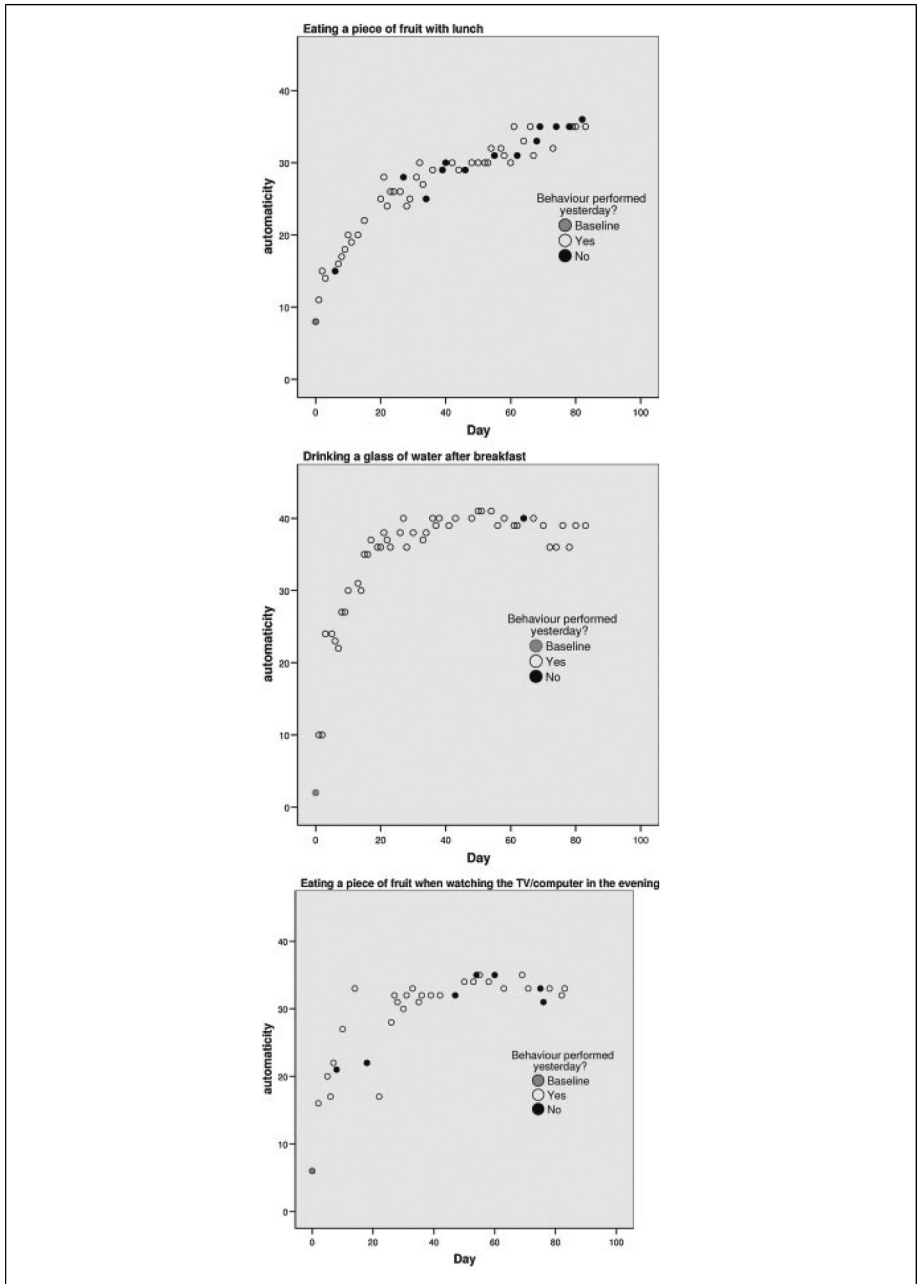 Eating a piece of fruit with lunch
40
30
20
10
0
automaticity
Behaviour performed
yesterday?
Baseline
Yes
No
0 20 40 60 80 100
Day
Drinking a glass of water after breakfast
40
30
20
10
0
automaticity
Behaviour performed
yesterday?
Baseline
Yes
No
0 20 40 60 80 100
Day
Eating a piece of fruit when watching the TV/computer in the evening
40
30
20
10
0
automaticity
Behaviour performed
yesterday?
Baseline
Yes
No
0 20 40 60 80 100
Day